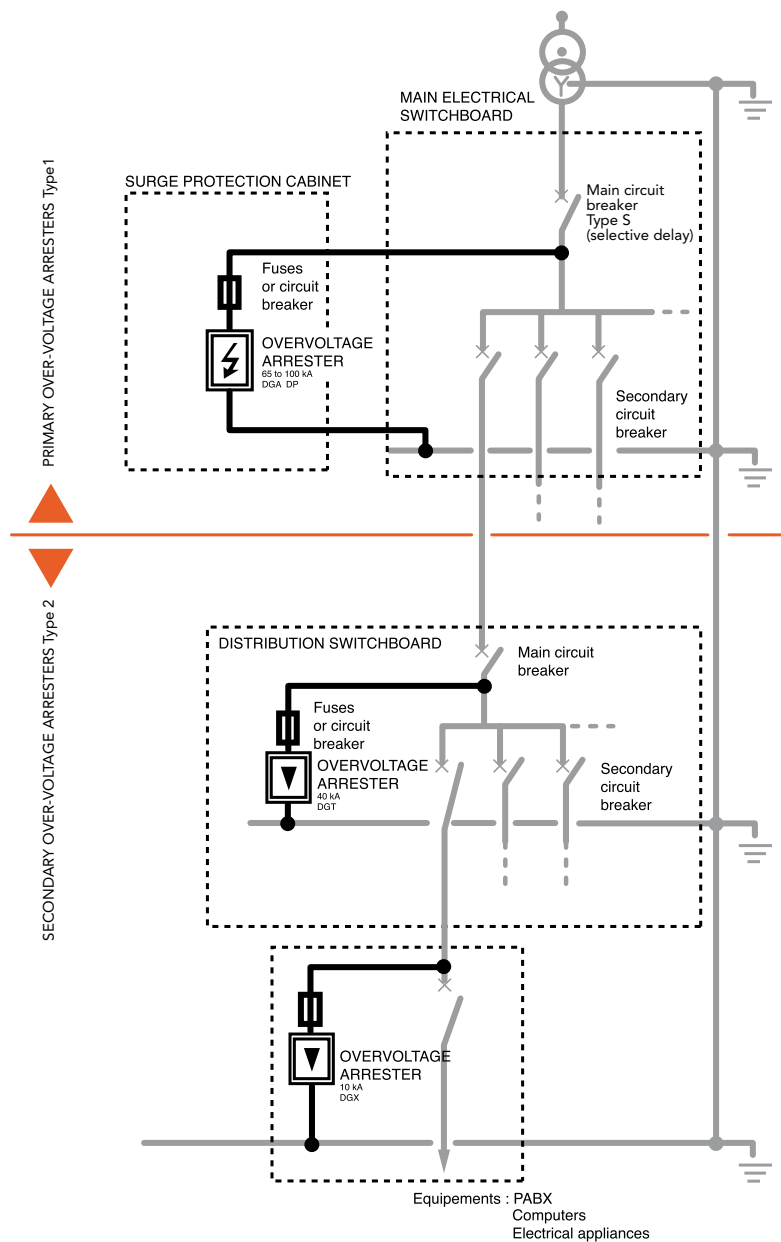 MAIN ELECTRICAL
SWITCHBOARD
SURGE PROTECTION CABINET
Main circuit
breaker
Type S
(selective delay)
Fuses
or circuit
breaker
OVERVOLTAGE
ARRESTER
65 to 100 kA
DGA DP
Secondary
circuit
breaker
PRIMARY OVER-VOLTAGE ARRESTERS Type1
SECONDARY OVER-VOLTAGE ARRESTERS Type 2
DISTRIBUTION SWITCHBOARD
Main circuit
breaker
Fuses
or circuit
breaker
OVERVOLTAGE
ARRESTER
40 kA
DGT
Secondary
circuit
breaker
OVERVOLTAGE
ARRESTER
10 kA
DGX
Equipements : PABX
Computers
Electrical appliances